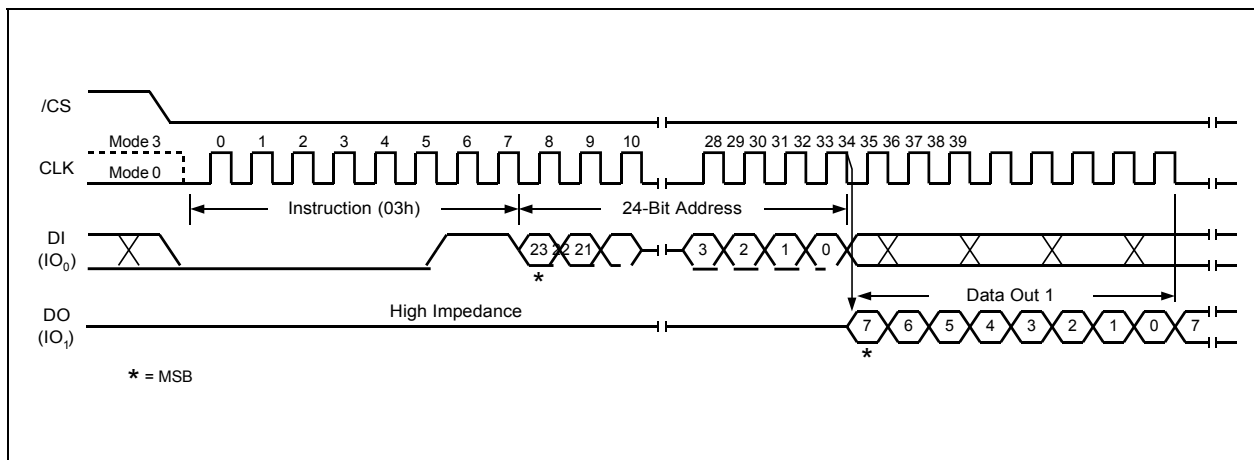 /CS
Mode 3 0 1 2 3 4 5 6 7 8 9 10 28 29 30 31 32 33 34 35 36 37 38 39
CLK
Mode 0
Instruction (03h) 24-Bit Address
DI
(IO0)
23 22 21 3 2 1 0
*
Data Out 1
High Impedance
DO
(IO1)
7 6 5 4 3 2 1 0 7
*
* = MSB